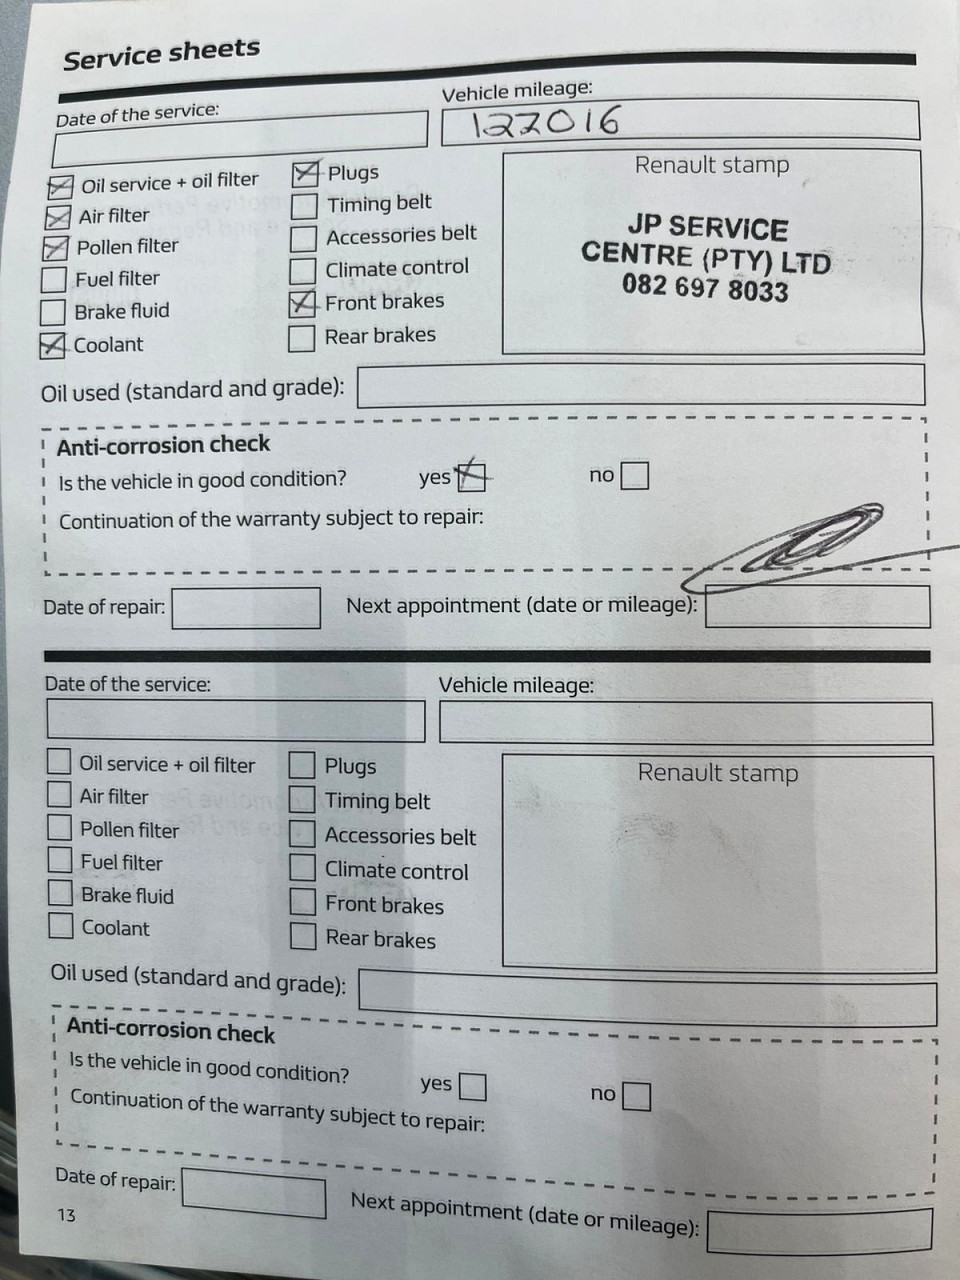 Service sheets
Date of the service:
Vehicle mileage:
127016
Oil service + oil filter
Air filter
Pollen filter
Fuel filter
Brake fluid
Coolant
Plugs
Timing belt
Accessories belt
Climate control
Front brakes
Rear brakes
Renault stamp
JP SERVICE
CENTRE (PTY) LTD
082 697 8033
Oil used (standard and grade):
Anti-corrosion check
Is the vehicle in good condition? yes no
Continuation of the warranty subject to repair:
Date of repair: Next appointment (date or mileage):
Date of the service:
Vehicle mileage:
Oil service + oil filter
Air filter
Pollen filter
Fuel filter
Brake fluid
Coolant
Plugs
Timing belt
Accessories belt
Climate control
Front brakes
Rear brakes
Renault stamp
Oil used (standard and grade):
Anti-corrosion check
Is the vehicle in good condition? yes no
Continuation of the warranty subject to repair:
Date of repair: Next appointment (date or mileage):
13